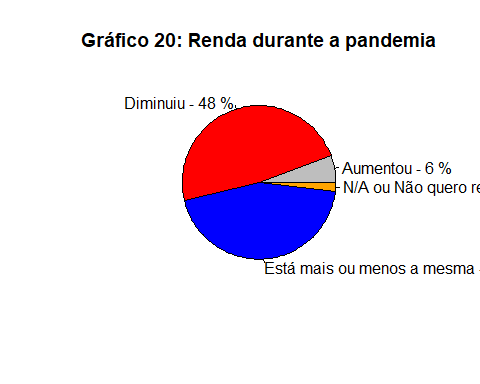 Gráfico 20: Renda durante a pandemia
Diminuiu - 48 %
Aumentou - 6 %
N/A ou Não quero re
Está mais ou menos a mesma -